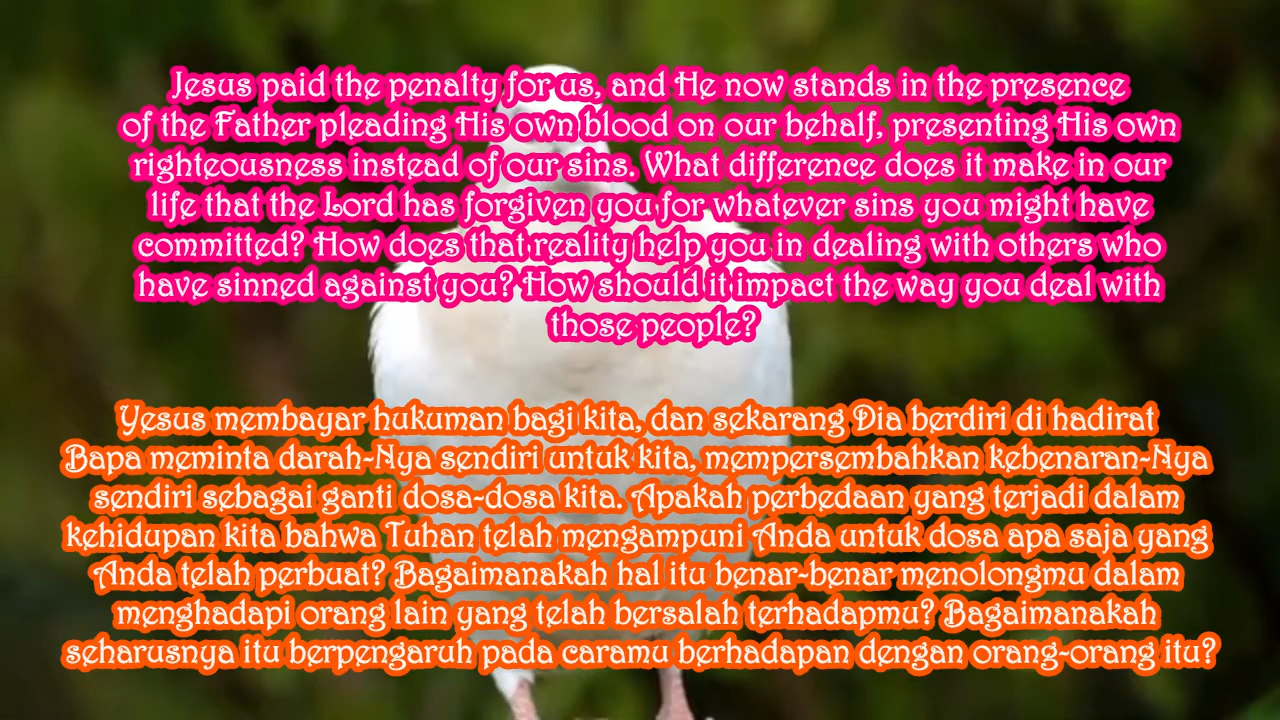 Jesus paid the penalty for us, and He now stands in the presence
of the Father pleading His own blood on our behalf, presenting His own
righteousness instead of our sins. What difference does it make in our
life that the Lord has forgiven you for whatever sins you might have
committed? How does that reality help you in dealing with others who
have sinned against you? How should it impact the way you deal with
those people?
Yesus membayar hukuman bagi kita, dan sekarang Dia berdiri di hadirat
Bapa meminta darah-Nya sendiri untuk kita, mempersembahkan kebenaran-Nya
sendiri sebagai ganti dosa-dosa kita. Apakah perbedaan yang terjadi dalam
kehidupan kita bahwa Tuhan telah mengampuni Anda untuk dosa apa saja yang
Anda telah perbuat? Bagaimanakah hal itu benar-benar menolongmu dalam
menghadapi orang lain yang telah bersalah terhadapmu? Bagaimanakah
seharusnya itu berpengaruh pada caramu berhadapan dengan orang-orang itu?